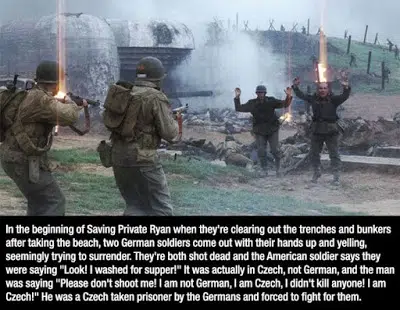 In the beginning of Saving Private Ryan when they're clearing out the trenches and bunkers
after taking the beach, two German soldiers come out with their hands up and yelling,
seemingly trying to surrender. They're both shot dead and the American soldier says they
were saying "Look! I washed for supper!" It was actually in Czech, not German, and the man
was saying "Please don't shoot me! I am not German, I am Czech, I didn't kill anyone! I am
Czech!" He was a Czech taken prisoner by the Germans and forced to fight for them.